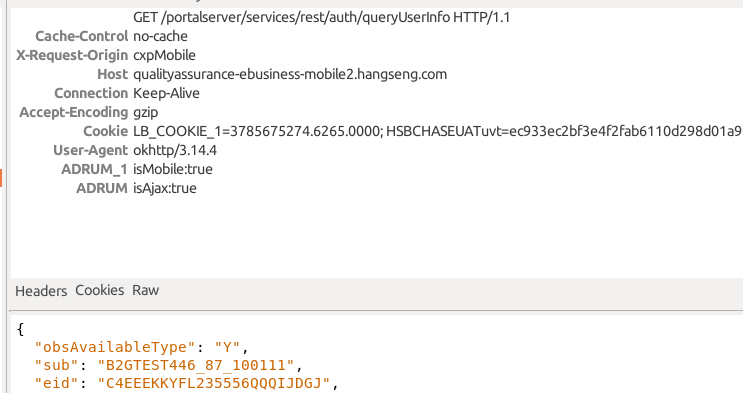 GET /portalserver/services/rest/auth/queryUserInfo HTTP/1.1
Cache-Control no-cache
X-Request-Origin cxpMobile
Host qualityassurance-ebusiness-mobile2.hangseng.com
Connection Keep-Alive
Accept-Encoding gzip
Cookie LB_COOKIE_1=3785675274.6265.0000; HSBCHASEUATuvt=ec933ec2bf3e4f2fab6110d298d01a9
User-Agent okhttp/3.14.4
ADRUM_1 isMobile:true
ADRUM isAjax:true
Headers Cookies Raw
{
"obsAvailableType": "Y",
"sub": "B2GTEST446_87_100111",
"eid": "C4EEEKKYFL235556QQQIJDGJ",